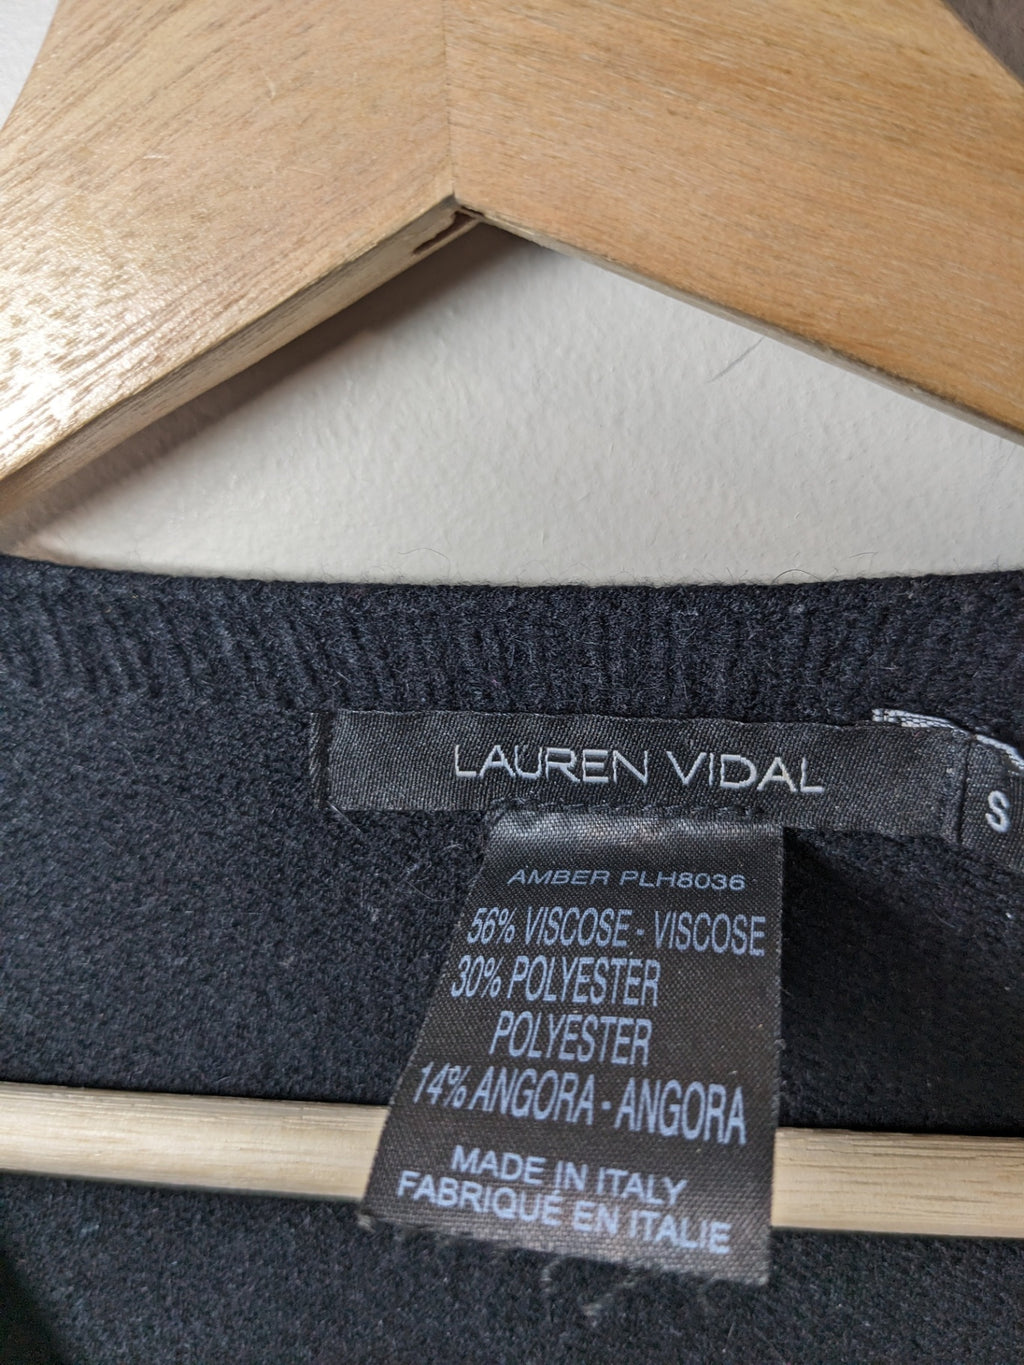 LAUREN VIDAL
S
AMBER PLH8036
56% VISCOSE - VISCOSE
30% POLYESTER
POLYESTER
14% ANGORA - ANGORA
MADE IN ITALY
FABRIQUÉ EN ITALIE